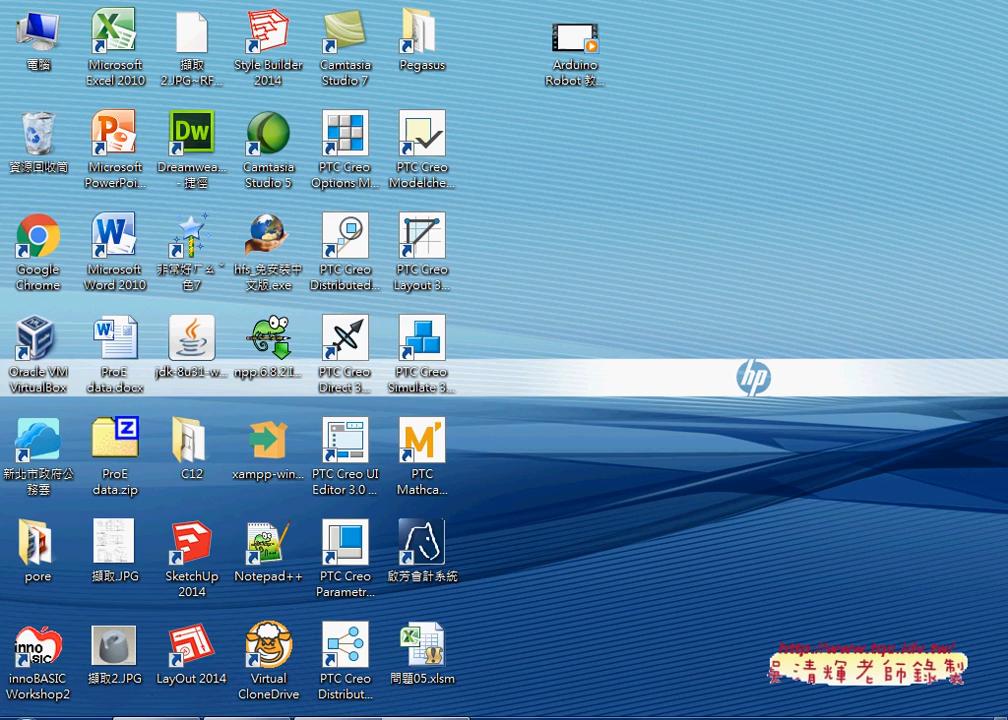 電腦
Microsoft
Excel 2010
擷取
2.JPG~RF...
Style Builder
2014
Camtasia
Studio 7
Pegasus
Arduino
Robot 教...
資源回收筒
Microsoft
PowerPoi...
Dw
Dreamwea...
- 捷徑
Camtasia
Studio 5
PTC Creo
Options M...
PTC Creo
Modelche...
Google
Chrome
Microsoft
Word 2010
非常好ㄏㄠˇ
色7
hfs_免安裝中
文版.exe
PTC Creo
Distributed...
PTC Creo
Layout 3....
Oracle VM
VirtualBox
ProE
data.docx
jdk-8u31-w...
npp.6.8.2.I...
PTC Creo
Direct 3....
PTC Creo
Simulate 3....
hp
新北市政府公
務雲
ProE
data.zip
C12
xampp-win...
PTC Creo UI
Editor 3.0 ...
PTC
Mathca...
pore
擷取.JPG
SketchUp
2014
Notepad++
PTC Creo
Parametr...
啟芳會計系統
inno
innoBASIC
Workshop2
擷取2.JPG
LayOut 2014
Virtual
CloneDrive
PTC Creo
Distribut...
問題05.xlsm
吳清輝老師錄製